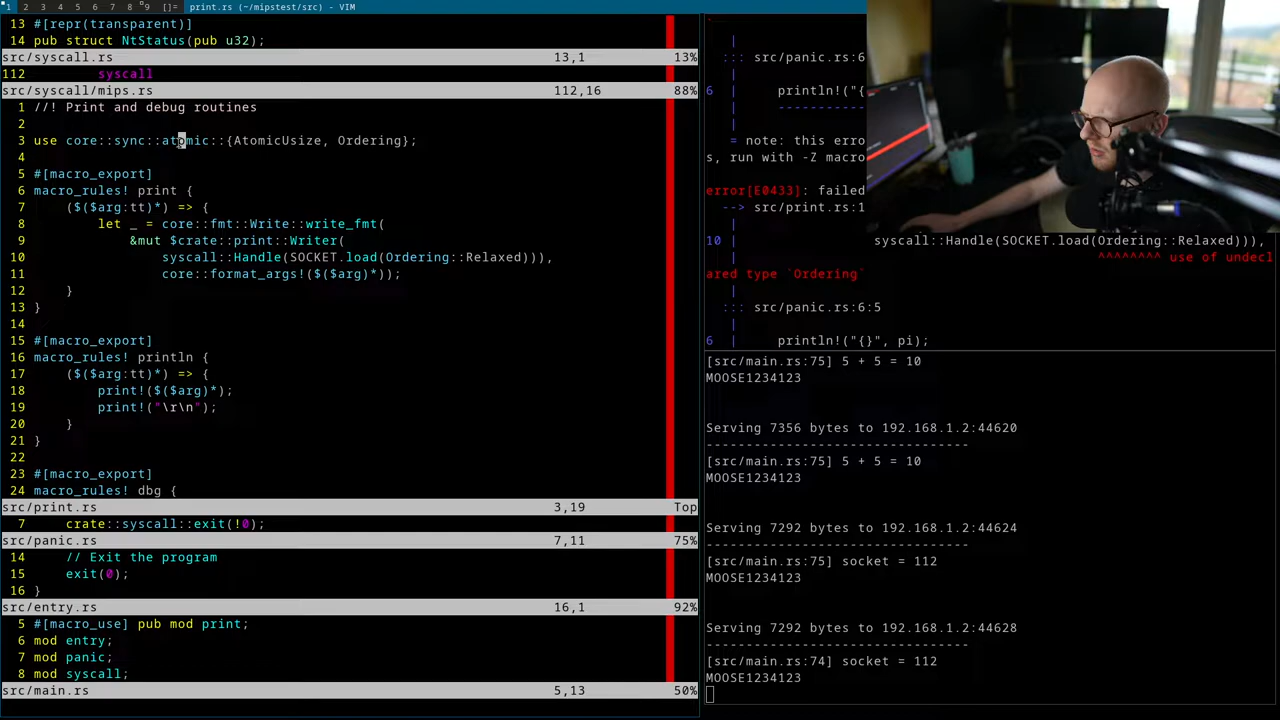 1 2 3 4 5 6 7 8 9 []= print.rs (~/mipstest/src) - VIM
13 #[repr(transparent)]
14 pub struct NtStatus(pub u32);
src/syscall.rs 13,1 13%
112 syscall
src/syscall/mips.rs 112,16 88%
1 //! Print and debug routines
2
3 use core::sync::atomic::{AtomicUsize, Ordering};
4
5 #[macro_export]
6 macro_rules! print {
7 ($($arg:tt)*) => {
8 let _ = core::fmt::Write::write_fmt(
9 &mut $crate::print::Writer(
10 syscall::Handle(SOCKET.load(Ordering::Relaxed))),
11 core::format_args!($($arg)*));
12 }
13 }
14
15 #[macro_export]
16 macro_rules! println {
17 ($($arg:tt)*) => {
18 print!($($arg)*);
19 print!("\r\n");
20 }
21 }
22
23 #[macro_export]
24 macro_rules! dbg {
src/print.rs 3,19 Top
7 crate::syscall::exit(!0);
src/panic.rs 7,11 75%
14 // Exit the program
15 exit(0);
16 }
src/entry.rs 16,1 92%
5 #[macro_use] pub mod print;
6 mod entry;
7 mod panic;
8 mod syscall;
src/main.rs 5,13 50%
|
::: src/panic.rs:6
|
6 | println!("{
| -----------
|
= note: this erro
s, run with -Z macro
error[E0433]: failed
--> src/print.rs:1
|
10 | syscall::Handle(SOCKET.load(Ordering::Relaxed))),
| ^^^^^^^^ use of undecl
ared type `Ordering`
|
::: src/panic.rs:6:5
|
6 | println!("{}", pi);
[src/main.rs:75] 5 + 5 = 10
MOOSE1234123
Serving 7356 bytes to 192.168.1.2:44620
---------------------------------
[src/main.rs:75] 5 + 5 = 10
MOOSE1234123
Serving 7292 bytes to 192.168.1.2:44624
---------------------------------
[src/main.rs:75] socket = 112
MOOSE1234123
Serving 7292 bytes to 192.168.1.2:44628
---------------------------------
[src/main.rs:74] socket = 112
MOOSE1234123